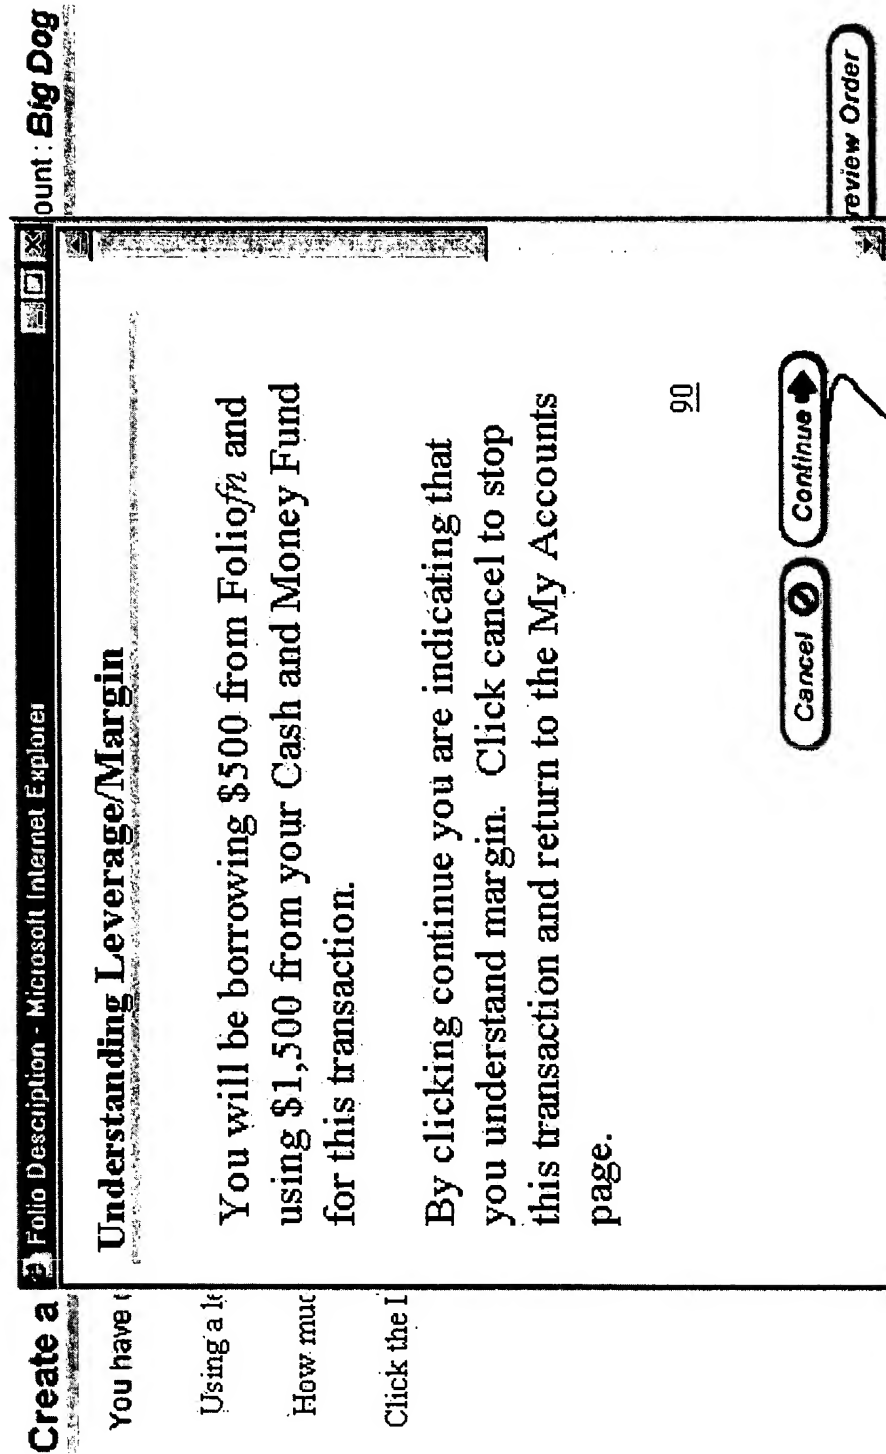 Create a
ount : Big Dog
Folio Description - Microsoft Internet Explorer
You have
Using a l
How muc
Click the
Understanding Leverage/Margin
You will be borrowing $500 from Foliofn and
using $1,500 from your Cash and Money Fund
for this transaction.
By clicking continue you are indicating that
you understand margin. Click cancel to stop
this transaction and return to the My Accounts
page.
90
Cancel
Continue
review Order